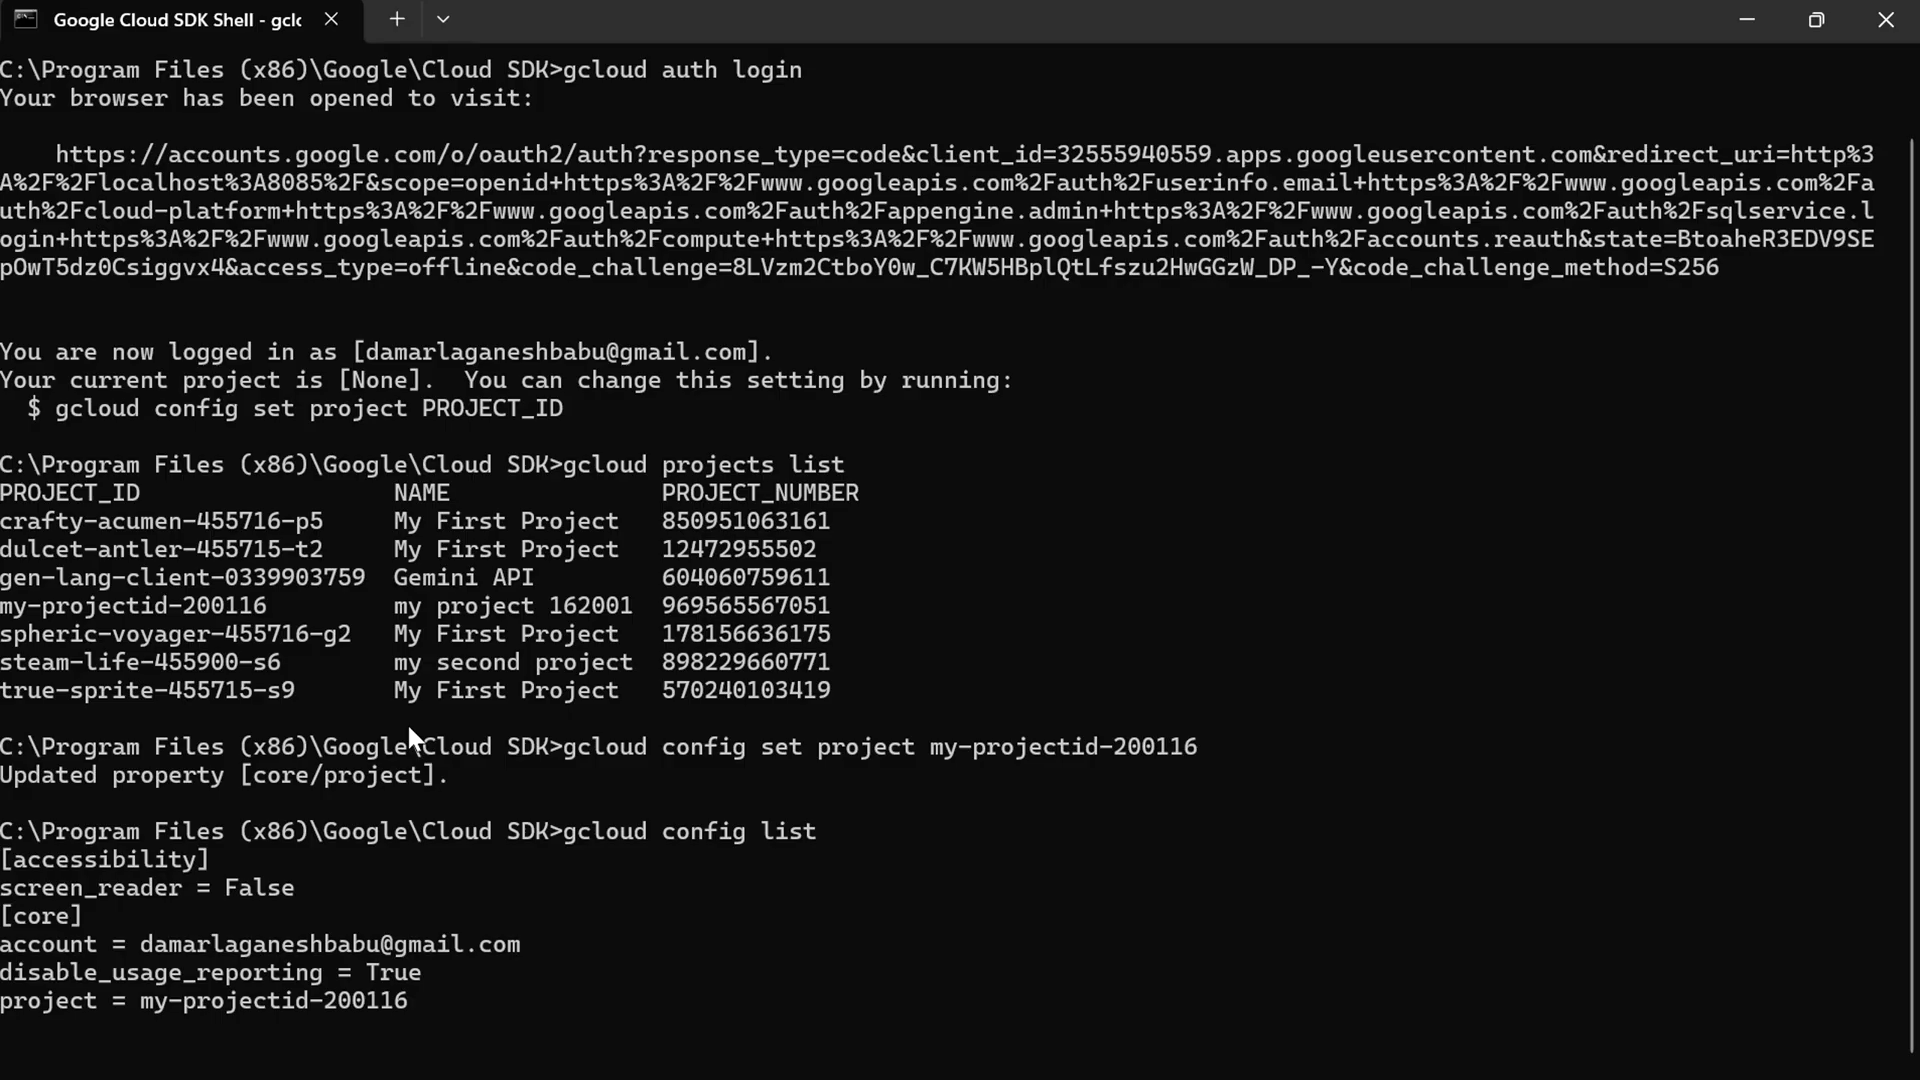 Google Cloud SDK Shell - gclc
C:\Program Files (x86)\Google\Cloud SDK>gcloud auth login
Your browser has been opened to visit:
https://accounts.google.com/o/oauth2/auth?response_type=code&client_id=32555940559.apps.googleusercontent.com&redirect_uri=http%3
A%2F%2Flocalhost%3A8085%2F&scope=openid+https%3A%2F%2Fwww.googleapis.com%2Fauth%2Fuserinfo.email+https%3A%2F%2Fwww.googleapis.com%2Fa
uth%2Fcloud-platform+https%3A%2F%2Fwww.googleapis.com%2Fauth%2Fappengine.admin+https%3A%2F%2Fwww.googleapis.com%2Fauth%2Fsqlservice.l
ogin+https%3A%2F%2Fwww.googleapis.com%2Fauth%2Fcompute+https%3A%2F%2Fwww.googleapis.com%2Fauth%2Faccounts.reauth&state=BtoaheR3EDV9SE
pOwT5dz0Csiggvx4&access_type=offline&code_challenge=8LVzm2CtboY0w_C7KW5HBplQtLfszu2HwGGzW_DP_-Y&code_challenge_method=S256
You are now logged in as [damarlaganeshbabu@gmail.com].
Your current project is [None].  You can change this setting by running:
$ gcloud config set project PROJECT_ID
C:\Program Files (x86)\Google\Cloud SDK>gcloud projects list
PROJECT_ID NAME PROJECT_NUMBER
crafty-acumen-455716-p5 My First Project 850951063161
dulcet-antler-455715-t2 My First Project 12472955502
gen-lang-client-0339903759 Gemini API 604060759611
my-projectid-200116 my project 162001 969565567051
spheric-voyager-455716-g2 My First Project 178156636175
steam-life-455900-s6 my second project 898229660771
true-sprite-455715-s9 My First Project 570240103419
C:\Program Files (x86)\Google\Cloud SDK>gcloud config set project my-projectid-200116
Updated property [core/project].
C:\Program Files (x86)\Google\Cloud SDK>gcloud config list
[accessibility]
screen_reader = False
[core]
account = damarlaganeshbabu@gmail.com
disable_usage_reporting = True
project = my-projectid-200116